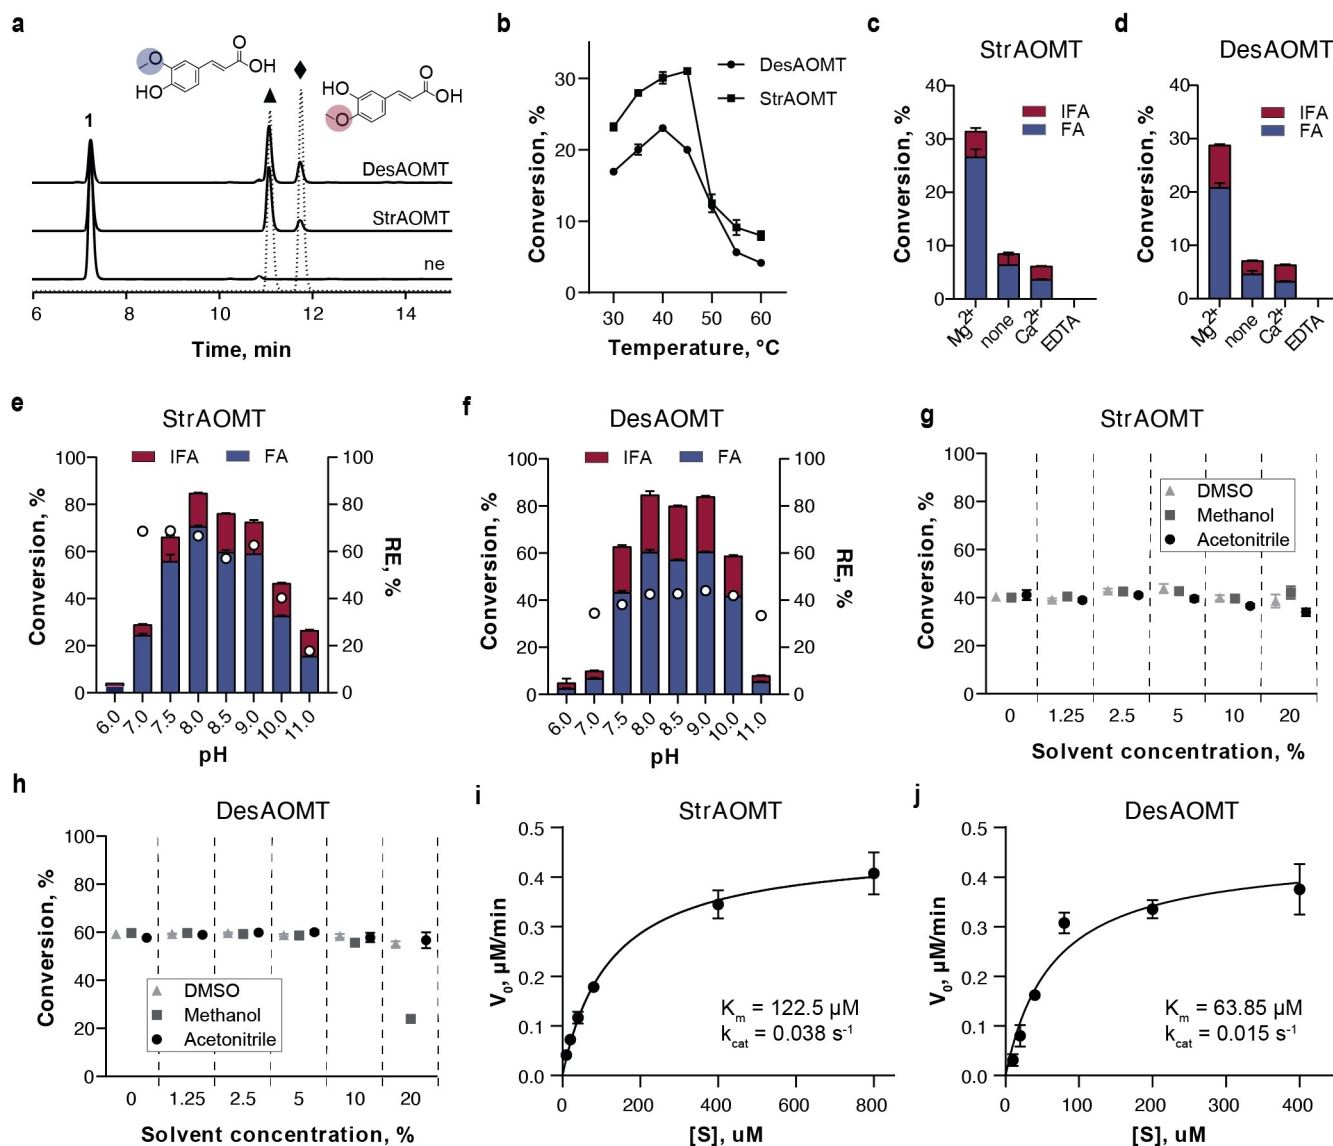 a
O
O
OH
HO
HO
O
OH
O
1
DesAOMT
StrAOMT
ne
6 8 10 12 14
Time, min
b
Conversion, %
30
20
10
0
DesAOMT
StrAOMT
30 40 50 60
Temperature, °C
c
StrAOMT
Conversion, %
40
30
20
10
0
IFA
FA
Mg2+ none Ca2+ EDTA
d
DesAOMT
Conversion, %
40
30
20
10
0
IFA
FA
Mg2+ none Ca2+ EDTA
e
StrAOMT
IFA FA
Conversion, %
100
80
60
40
20
0
100
80
60
40
20
0
RE, %
6.0 7.0 7.5 8.0 8.5 9.0 10.0 11.0
pH
f
DesAOMT
IFA FA
Conversion, %
100
80
60
40
20
0
100
80
60
40
20
0
RE, %
6.0 7.0 7.5 8.0 8.5 9.0 10.0 11.0
pH
g
StrAOMT
Conversion, %
100
80
60
40
20
0
DMSO
Methanol
Acetonitrile
0 1.25 2.5 5 10 20
Solvent concentration, %
h
DesAOMT
Conversion, %
100
80
60
40
20
0
DMSO
Methanol
Acetonitrile
0 1.25 2.5 5 10 20
Solvent concentration, %
i
StrAOMT
V0, µM/min
0.5
0.4
0.3
0.2
0.1
0.0
Km = 122.5 µM
kcat = 0.038 s-1
0 200 400 600 800
[S], uM
j
DesAOMT
V0, µM/min
0.5
0.4
0.3
0.2
0.1
0.0
Km = 63.85 µM
kcat = 0.015 s-1
0 100 200 300 400
[S], uM